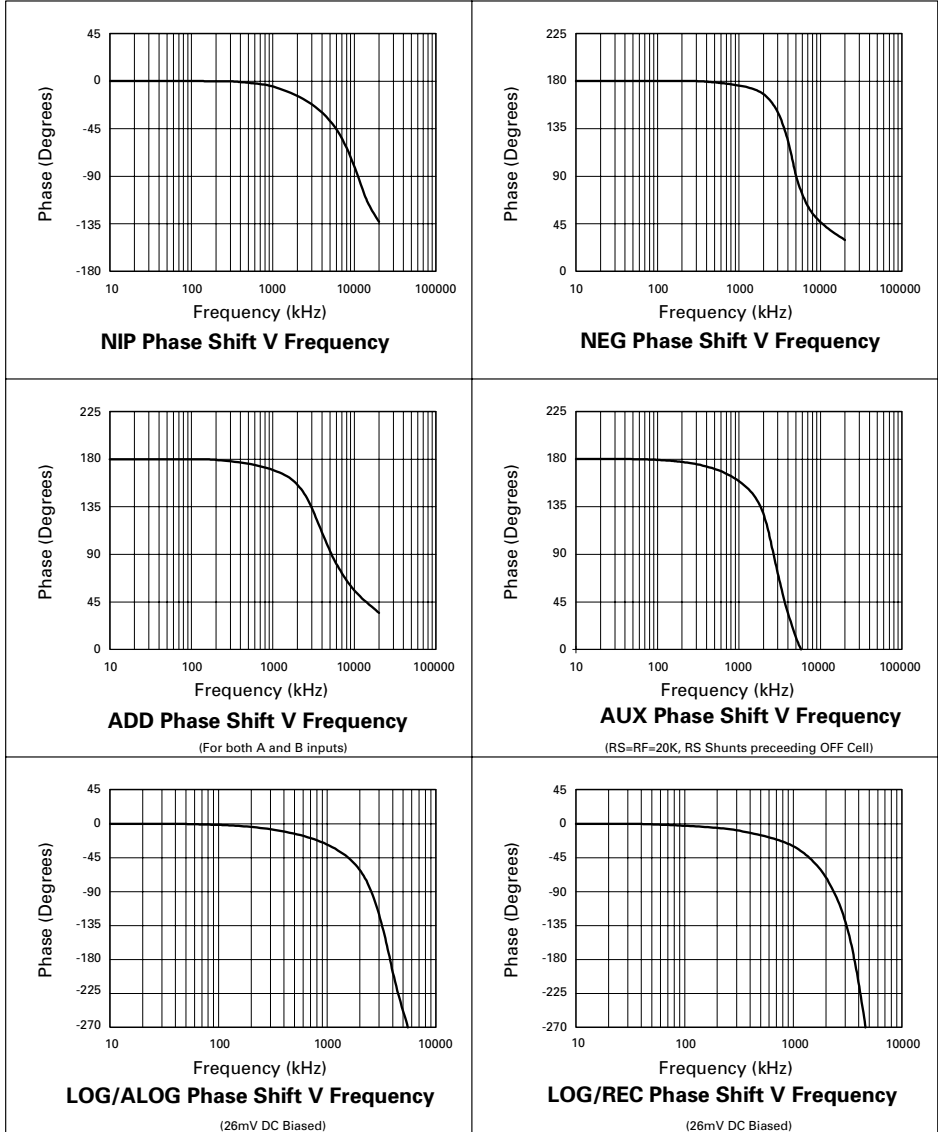 45
0
-45
-90
-135
-180
Phase (Degrees)
10 100 1000 10000 100000
Frequency (kHz)
NIP Phase Shift V Frequency
225
180
135
90
45
0
Phase (Degrees)
10 100 1000 10000 100000
Frequency (kHz)
NEG Phase Shift V Frequency
225
180
135
90
45
0
Phase (Degrees)
10 100 1000 10000 100000
Frequency (kHz)
ADD Phase Shift V Frequency
(For both A and B inputs)
225
180
135
90
45
0
Phase (Degrees)
10 100 1000 10000 100000
Frequency (kHz)
AUX Phase Shift V Frequency
(RS=RF=20K, RS Shunts preceeding OFF Cell)
45
0
-45
-90
-135
-180
-225
-270
Phase (Degrees)
10 100 1000 10000
Frequency (kHz)
LOG/ALOG Phase Shift V Frequency
(26mV DC Biased)
45
0
-45
-90
-135
-180
-225
-270
Phase (Degrees)
10 100 1000 10000
Frequency (kHz)
LOG/REC Phase Shift V Frequency
(26mV DC Biased)